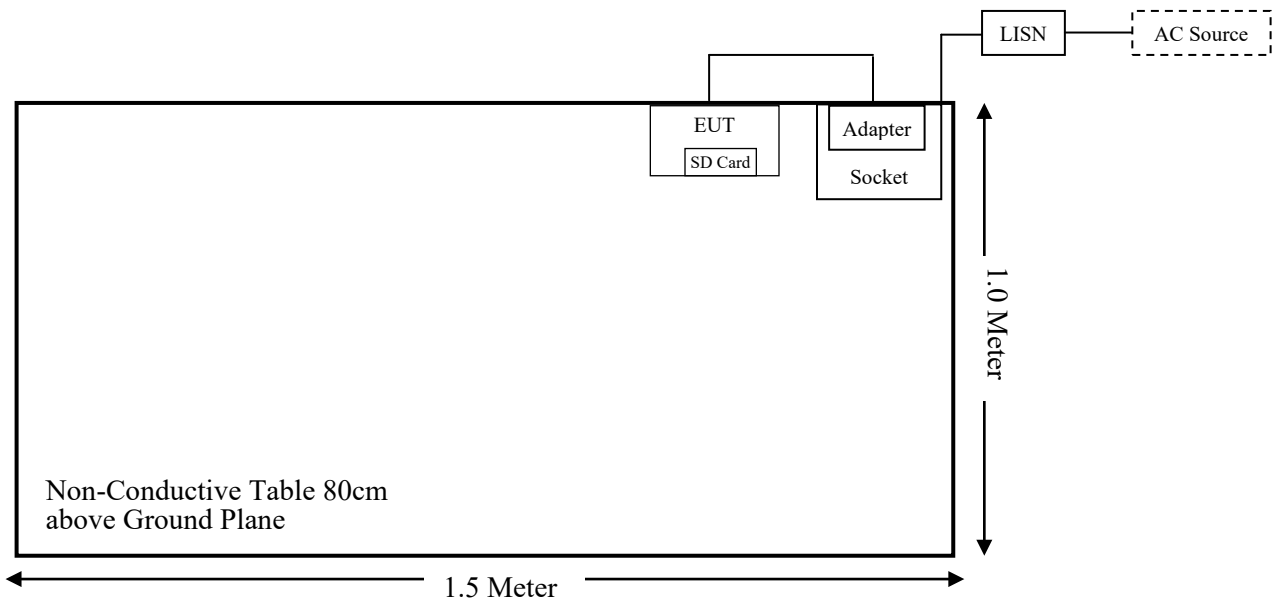 LISN
AC Source
EUT
SD Card
Adapter
Socket
1.0 Meter
Non-Conductive Table 80cm
above Ground Plane
1.5 Meter